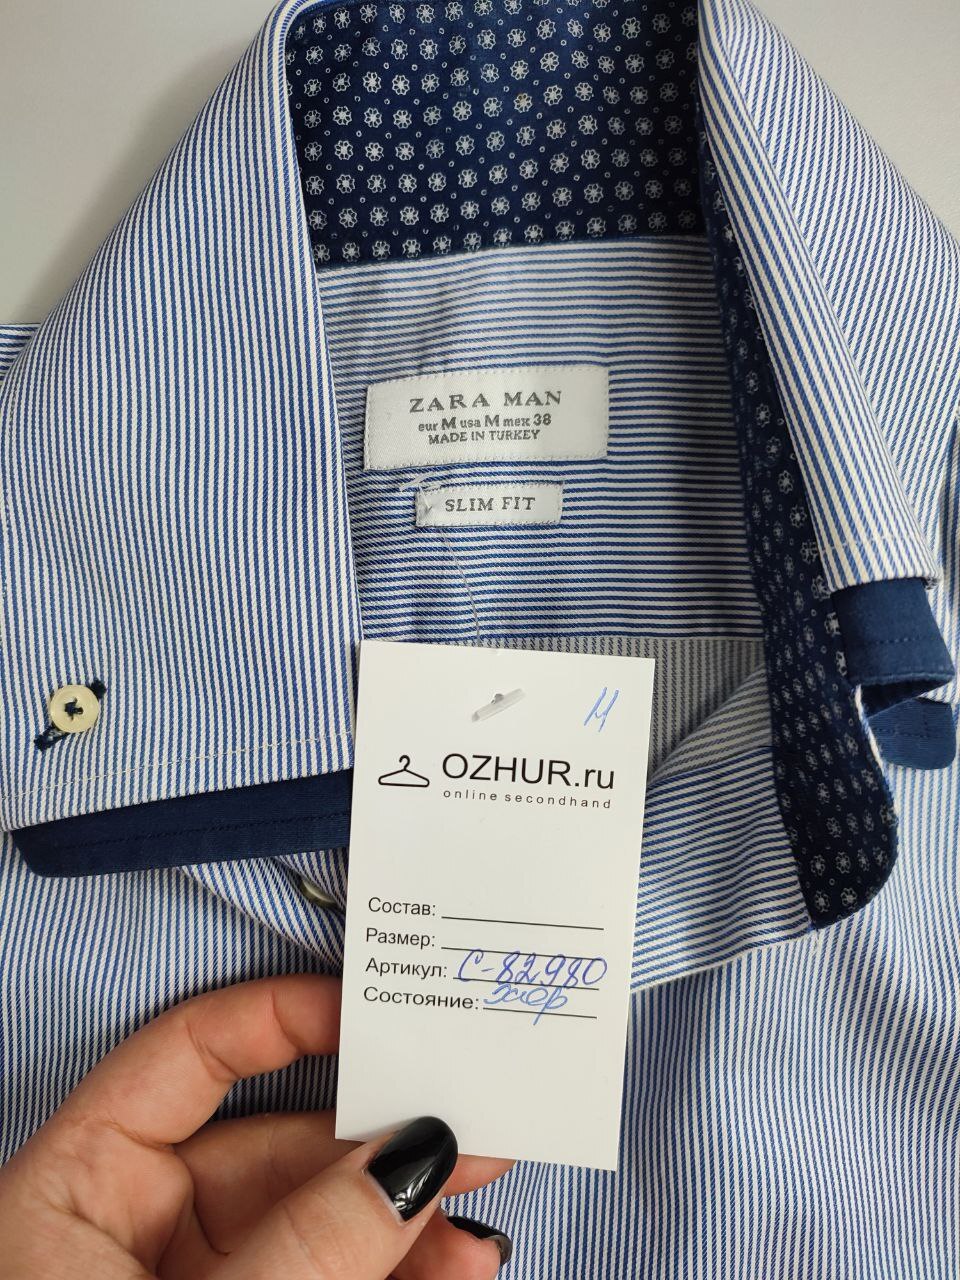 ZARA MAN
eur M usa M mex 38
MADE IN TURKEY
SLIM FIT
M
OZHUR.ru
online secondhand
Состав:
Размер:
Артикул: С-82980
Состояние: хор